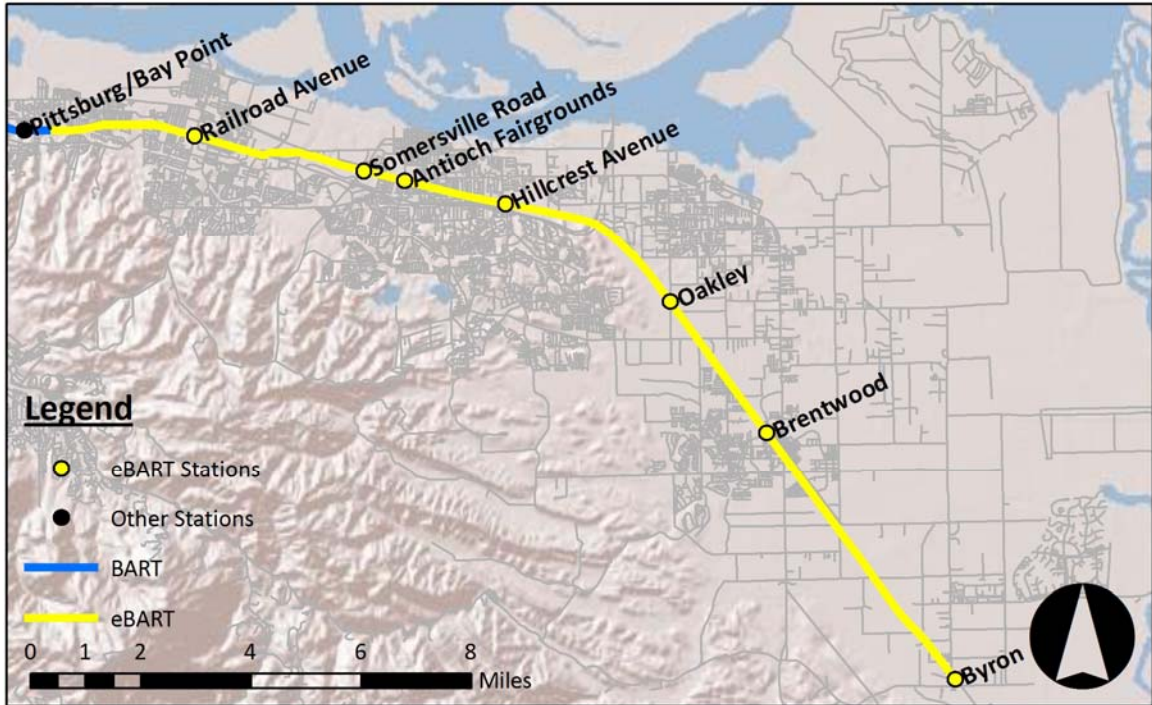 Pittsburg/Bay Point
Railroad Avenue
Somersville Road
Antioch Fairgrounds
Hillcrest Avenue
Oakley
Brentwood
Byron
Legend
eBART Stations
Other Stations
BART
eBART
0 1 2 4 6 8
Miles